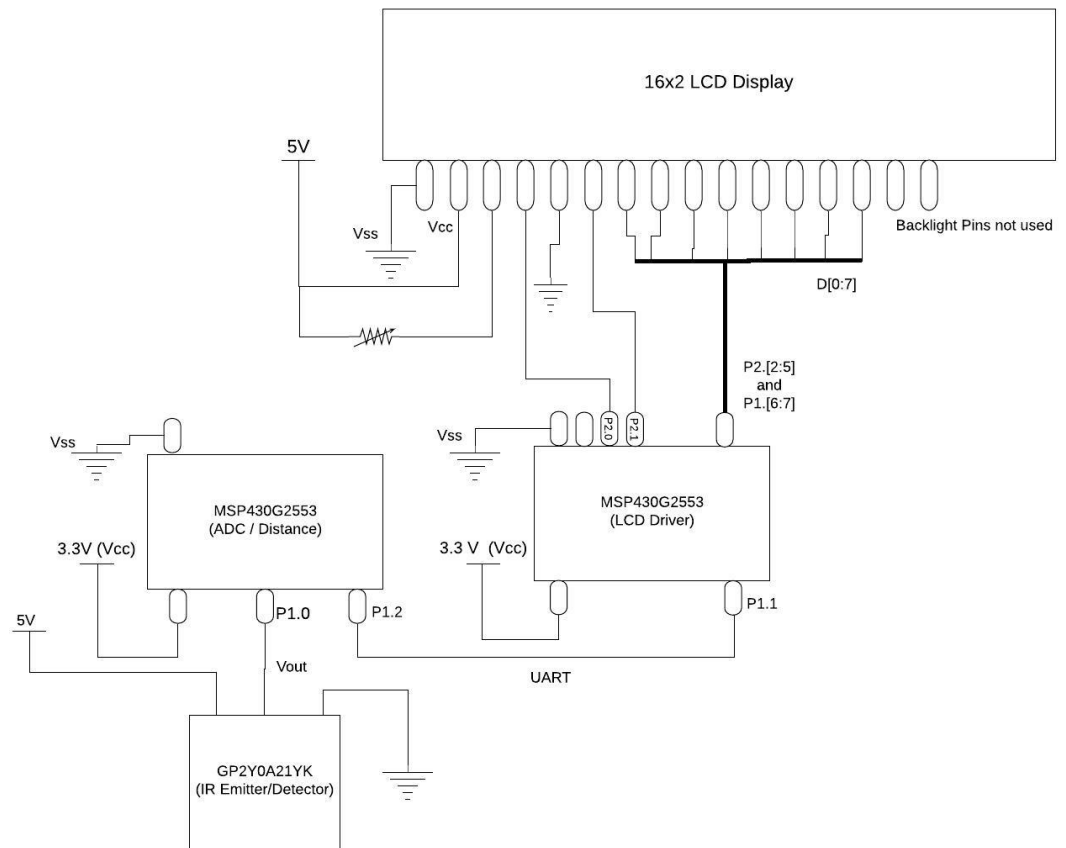 16x2 LCD Display
5V
Vss
Vcc
Backlight Pins not used
D[0:7]
P2.[2:5]
and
P1.[6:7]
Vss
Vss
P2.0
P2.1
MSP430G2553
(ADC / Distance)
MSP430G2553
(LCD Driver)
3.3V (Vcc)
3.3 V (Vcc)
P1.0
P1.2
P1.1
5V
Vout
UART
GP2Y0A21YK
(IR Emitter/Detector)